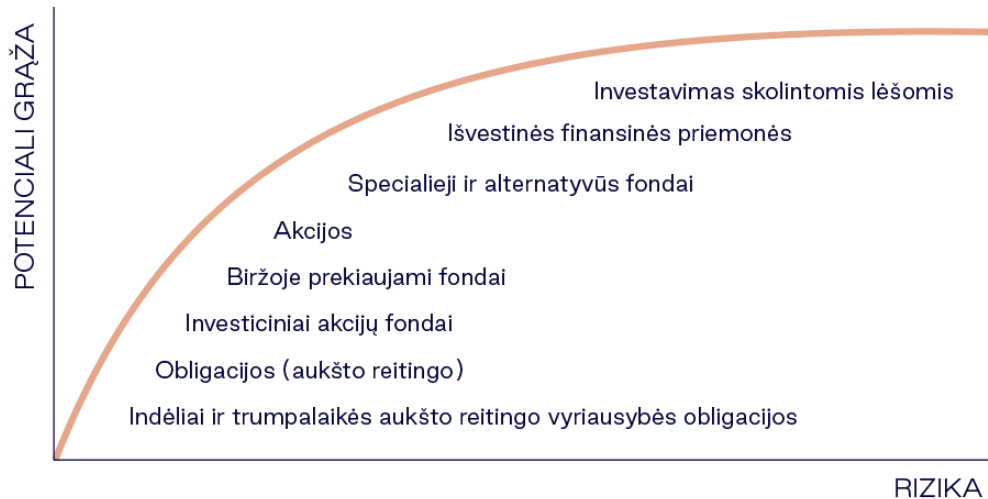 POTENCIALI GRĄŽA
Investavimas skolintomis lėšomis
Išvestinės finansinės priemonės
Specialieji ir alternatyvūs fondai
Akcijos
Biržoje prekiaujami fondai
Investiciniai akcijų fondai
Obligacijos (aukšto reitingo)
Indėliai ir trumpalaikės aukšto reitingo vyriausybės obligacijos
RIZIKA